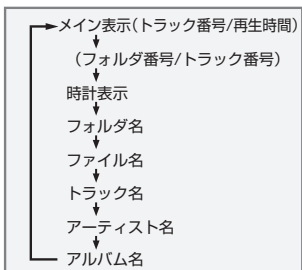 メイン表示(トラック番号/再生時間)
(フォルダ番号/トラック番号)
時計表示
フォルダ名
ファイル名
トラック名
アーティスト名
アルバム名